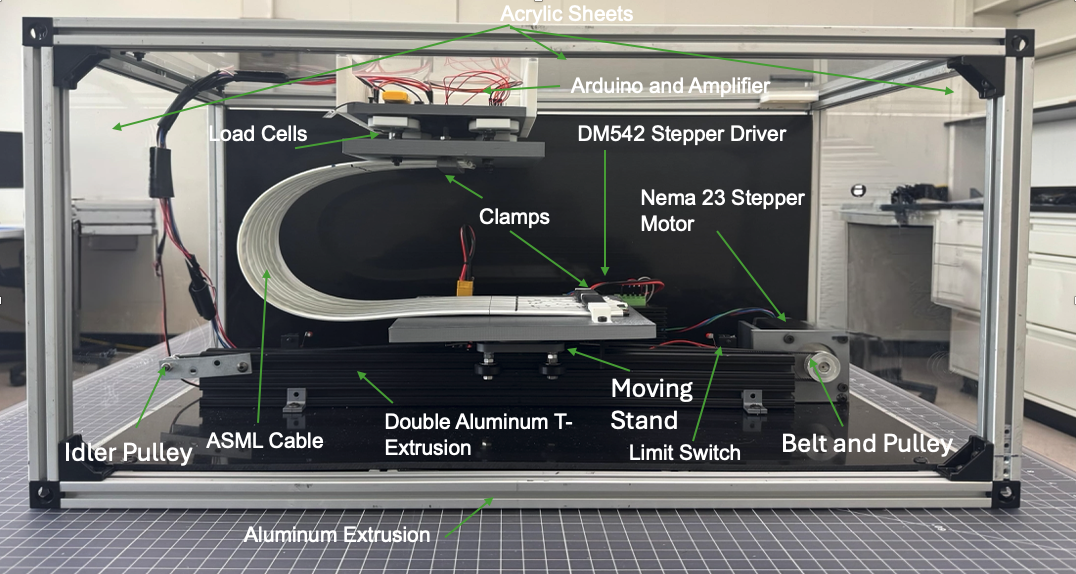 Acrylic Sheets
Arduino and Amplifier
Load Cells
DM542 Stepper Driver
Nema 23 Stepper
Motor
Clamps
Moving
Stand
Double Aluminum T-
Extrusion
Idler Pulley
ASML Cable
Limit Switch
Belt and Pulley
Aluminum Extrusion